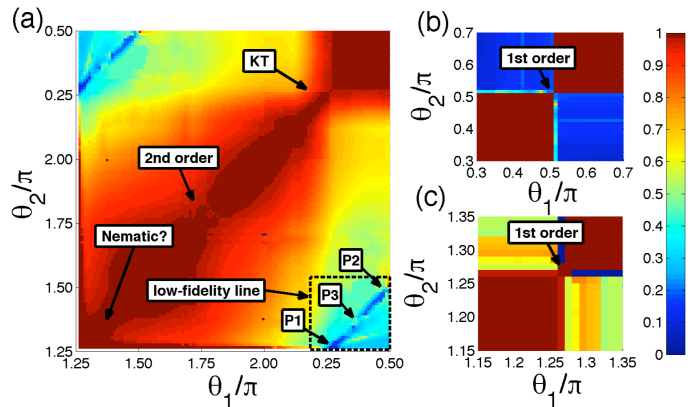 (a)
0.50
0.25
2.00
1.75
1.50
1.25
θ₂/π
KT
2nd order
Nematic?
low-fidelity line
P1
P3
P2
1.25 1.50 1.75 2.00 0.25 0.50
θ₁/π
(b)
0.7
0.6
0.5
0.4
0.3
θ₂/π
1st order
0.3 0.4 0.5 0.6 0.7
θ₁/π
(c)
1.35
1.30
1.25
1.20
1.15
θ₂/π
1st order
1.15 1.20 1.25 1.30 1.35
θ₁/π
1
0.9
0.8
0.7
0.6
0.5
0.4
0.3
0.2
0.1
0